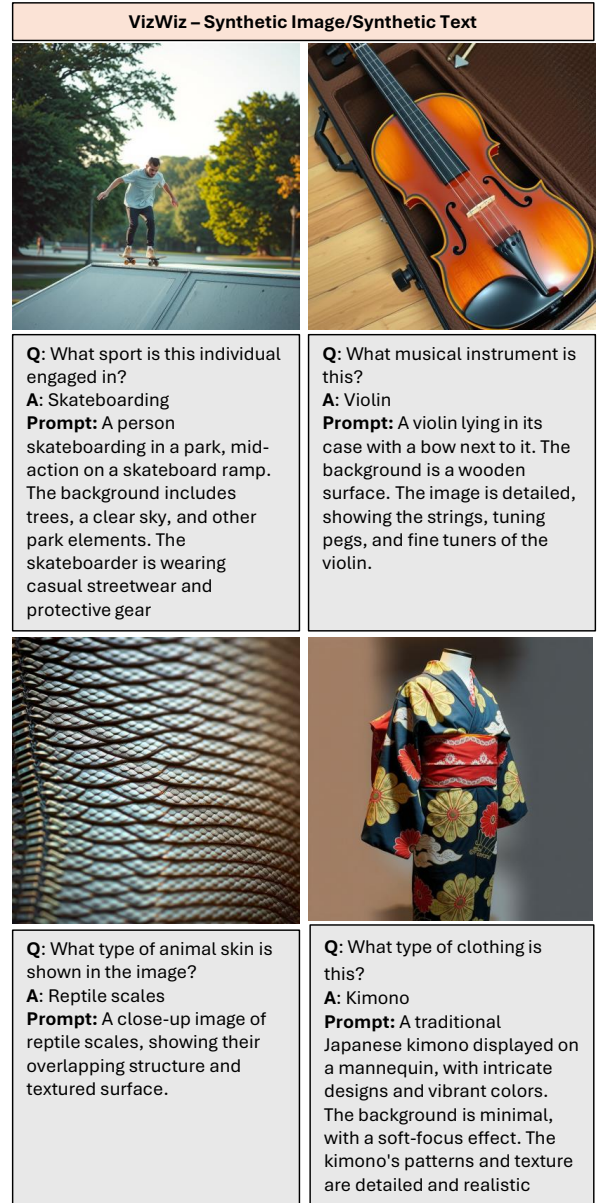 VizWiz – Synthetic Image/Synthetic Text
Q: What sport is this individual
engaged in?
A: Skateboarding
Prompt: A person
skateboarding in a park, mid-
action on a skateboard ramp.
The background includes
trees, a clear sky, and other
park elements. The
skateboarder is wearing
casual streetwear and
protective gear
Q: What musical instrument is
this?
A: Violin
Prompt: A violin lying in its
case with a bow next to it. The
background is a wooden
surface. The image is detailed,
showing the strings, tuning
pegs, and fine tuners of the
violin.
Q: What type of animal skin is
shown in the image?
A: Reptile scales
Prompt: A close-up image of
reptile scales, showing their
overlapping structure and
textured surface.
Q: What type of clothing is
this?
A: Kimono
Prompt: A traditional
Japanese kimono displayed on
a mannequin, with intricate
designs and vibrant colors.
The background is minimal,
with a soft-focus effect. The
kimono's patterns and texture
are detailed and realistic